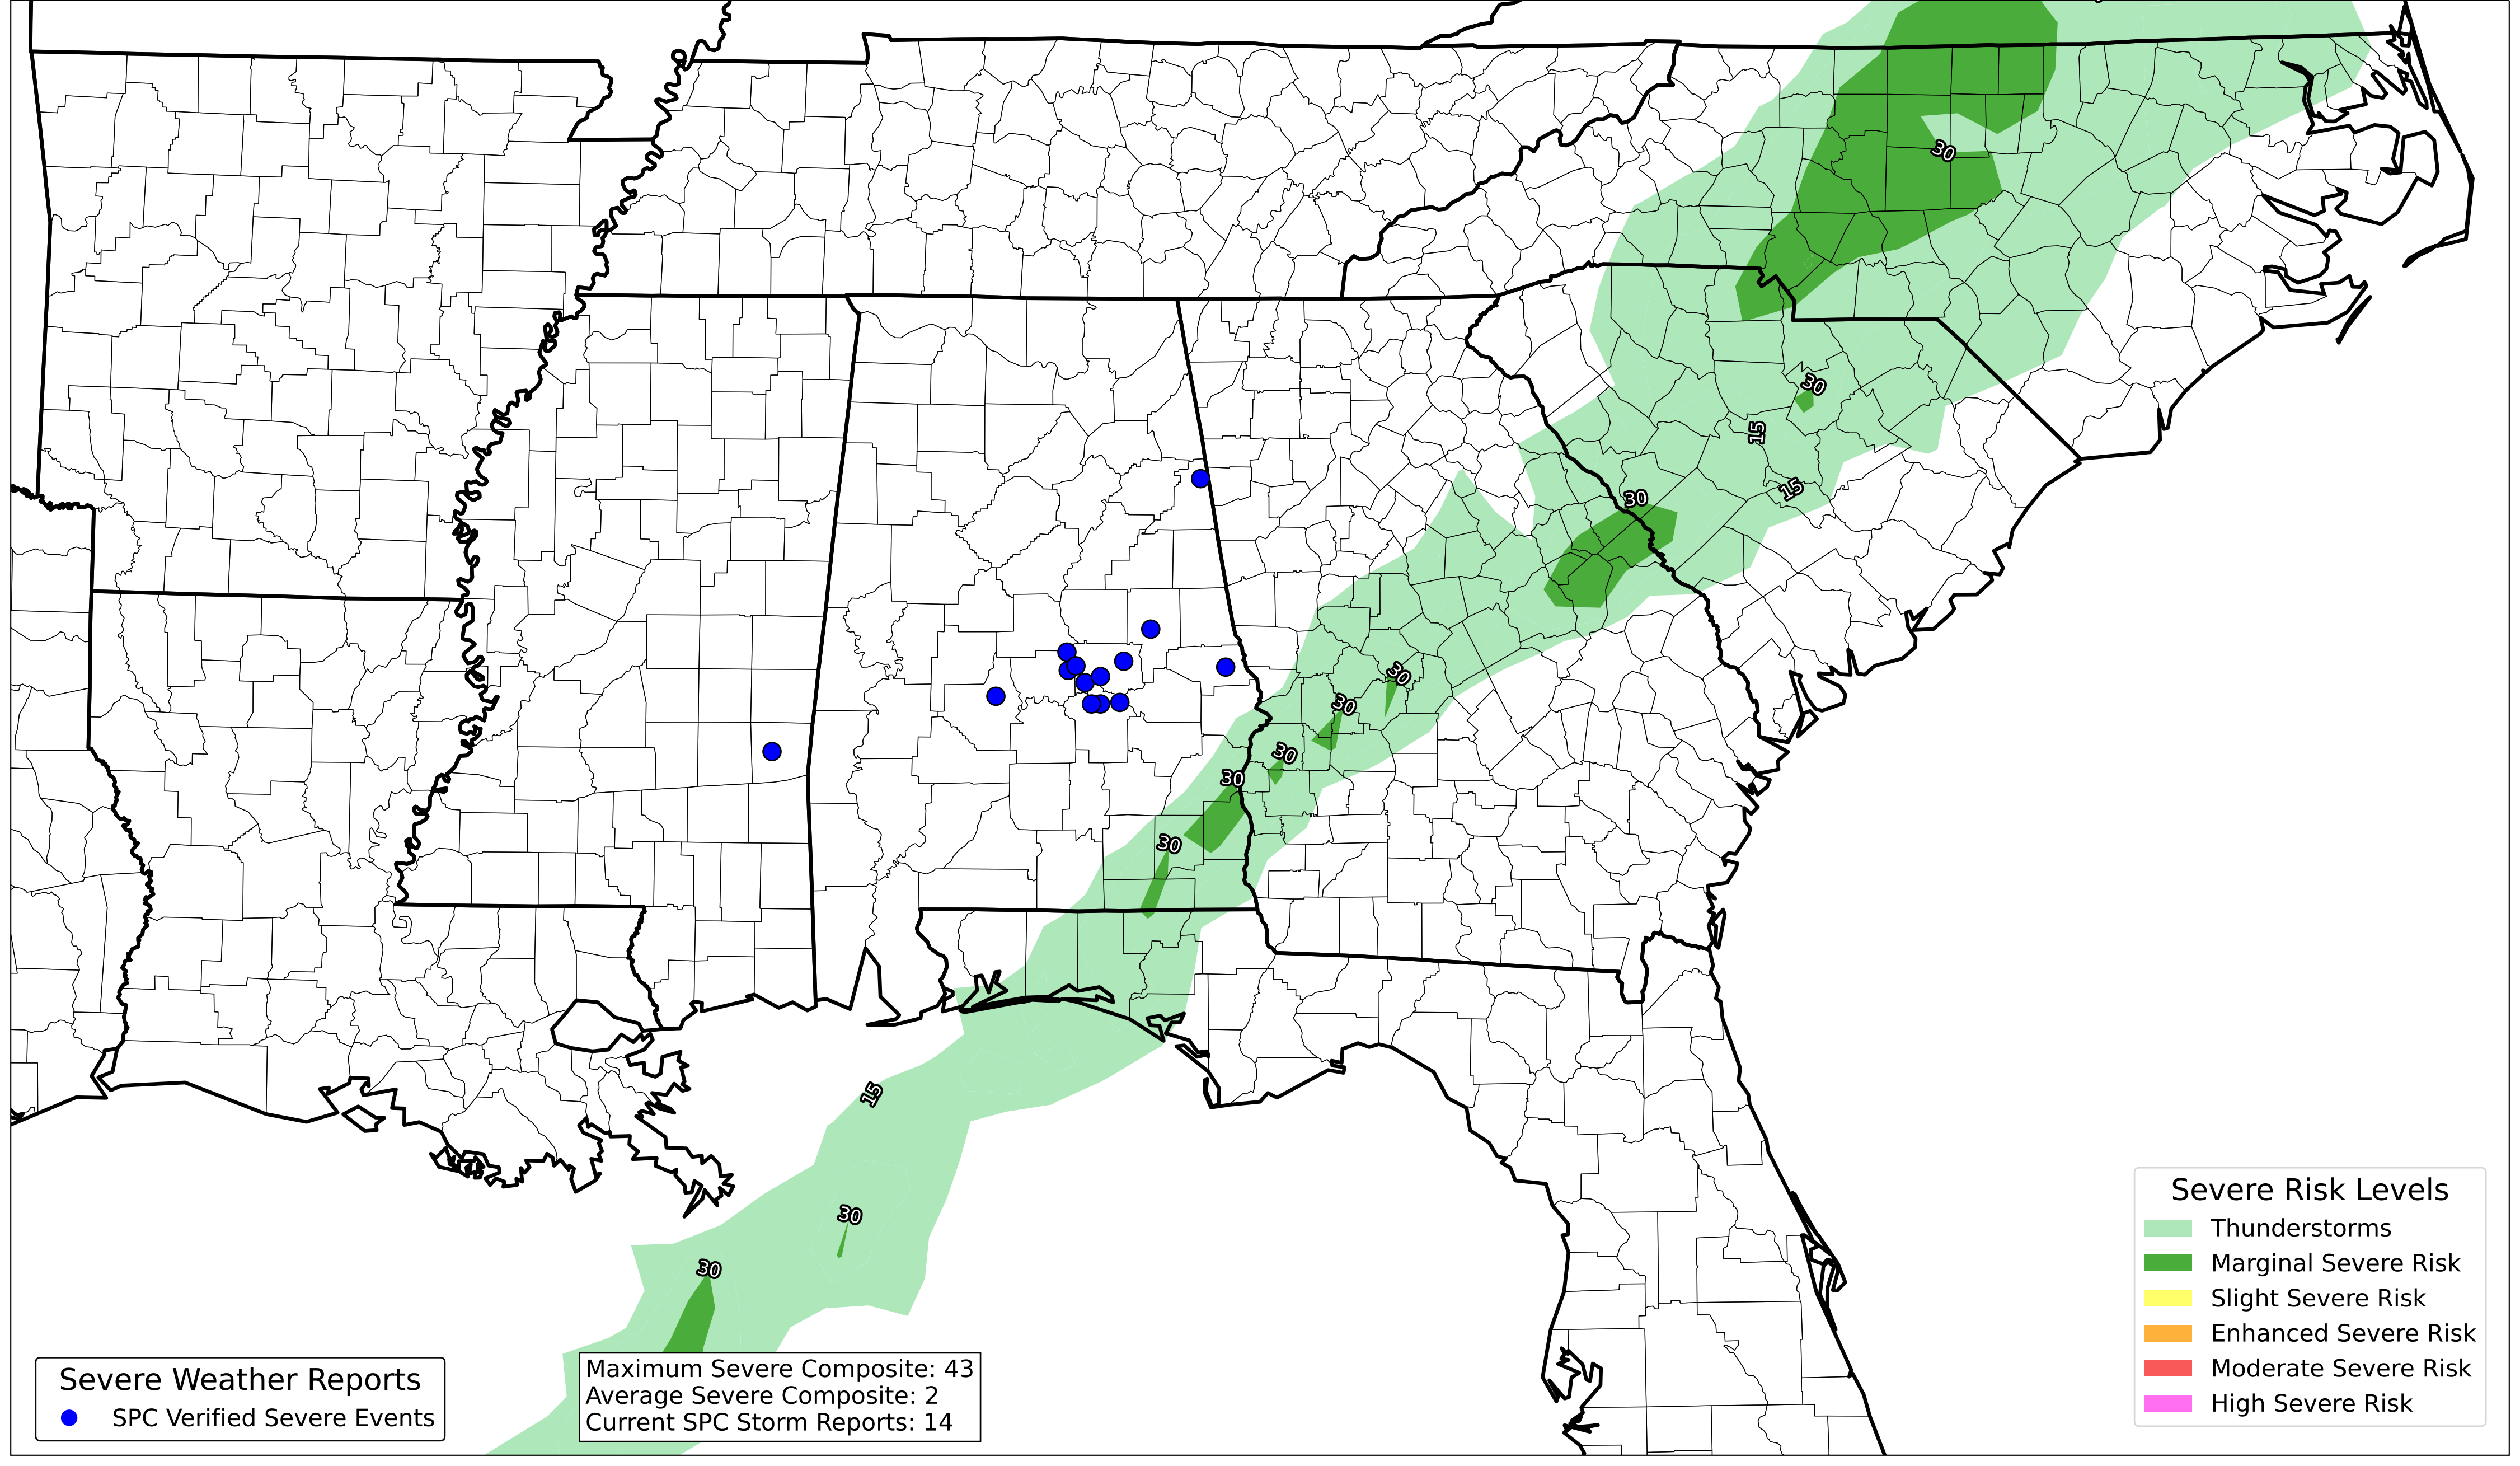 30
30
15
15
30
30
30
30
30
30
15
30
30
Severe Weather Reports
SPC Verified Severe Events
Maximum Severe Composite: 43
Average Severe Composite: 2
Current SPC Storm Reports: 14
Severe Risk Levels
Thunderstorms
Marginal Severe Risk
Slight Severe Risk
Enhanced Severe Risk
Moderate Severe Risk
High Severe Risk